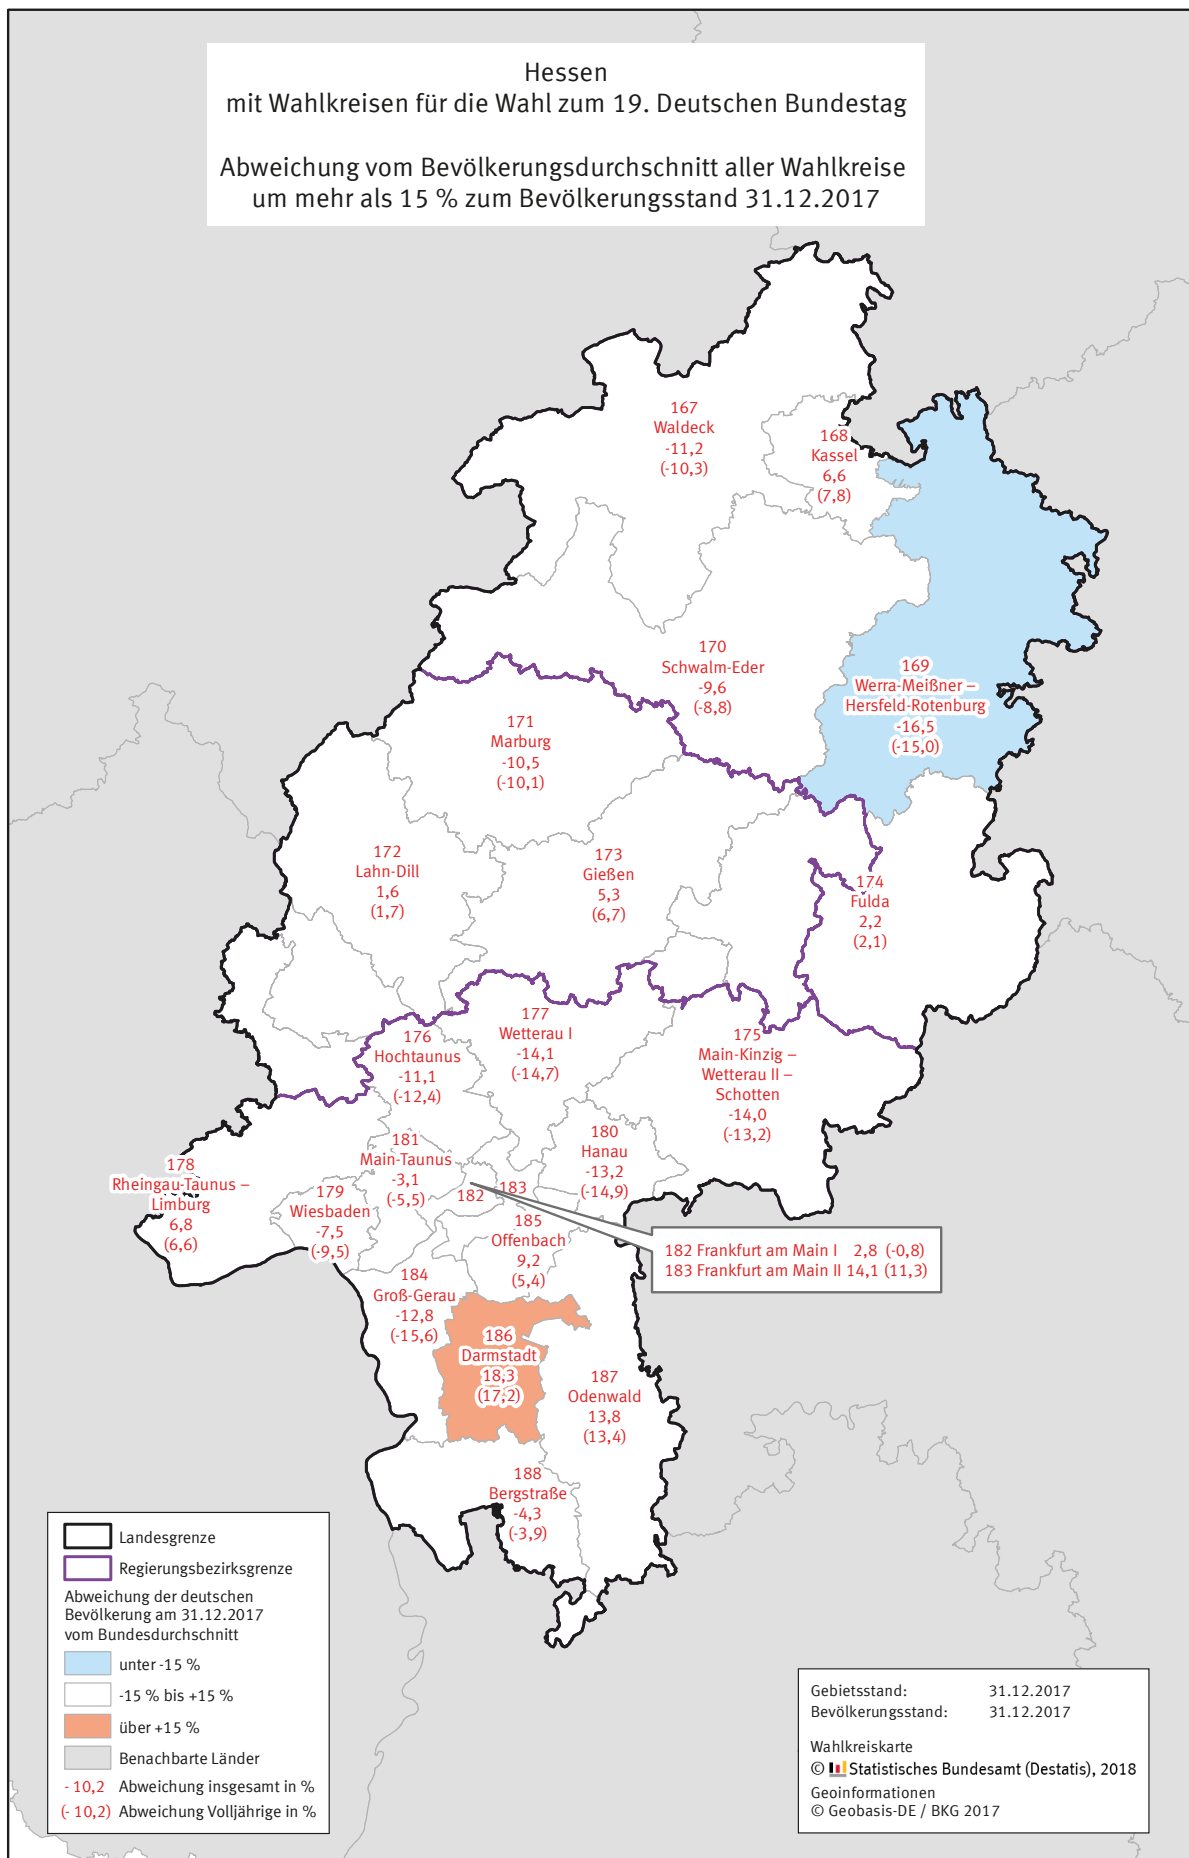 Hessen
mit Wahlkreisen für die Wahl zum 19. Deutschen Bundestag
Abweichung vom Bevölkerungsdurchschnitt aller Wahlkreise
um mehr als 15 % zum Bevölkerungsstand 31.12.2017
167
Waldeck
-11,2
(-10,3)
168
Kassel
6,6
(7,8)
170
Schwalm-Eder
-9,6
(-8,8)
169
Werra-Meißner –
Hersfeld-Rotenburg
-16,5
(-15,0)
171
Marburg
-10,5
(-10,1)
172
Lahn-Dill
1,6
(1,7)
173
Gießen
5,3
(6,7)
174
Fulda
2,2
(2,1)
177
Wetterau I
-14,1
(-14,7)
176
Hochtaunus
-11,1
(-12,4)
175
Main-Kinzig –
Wetterau II –
Schotten
-14,0
(-13,2)
180
Hanau
-13,2
(-14,9)
181
Main-Taunus
-3,1
(-5,5)
178
Rheingau-Taunus –
Limburg
6,8
(6,6)
179
Wiesbaden
-7,5
(-9,5)
182
183
185
Offenbach
9,2
(5,4)
182 Frankfurt am Main I 2,8 (-0,8)
183 Frankfurt am Main II 14,1 (11,3)
184
Groß-Gerau
-12,8
(-15,6)
186
Darmstadt
18,3
(17,2)
187
Odenwald
13,8
(13,4)
188
Bergstraße
-4,3
(-3,9)
Landesgrenze
Regierungsbezirksgrenze
Abweichung der deutschen
Bevölkerung am 31.12.2017
vom Bundesdurchschnitt
unter -15 %
-15 % bis +15 %
über +15 %
Benachbarte Länder
- 10,2 Abweichung insgesamt in %
(- 10,2) Abweichung Volljährige in %
Gebietsstand: 31.12.2017
Bevölkerungsstand: 31.12.2017
Wahlkreiskarte
© Statistisches Bundesamt (Destatis), 2018
Geoinformationen
© Geobasis-DE / BKG 2017